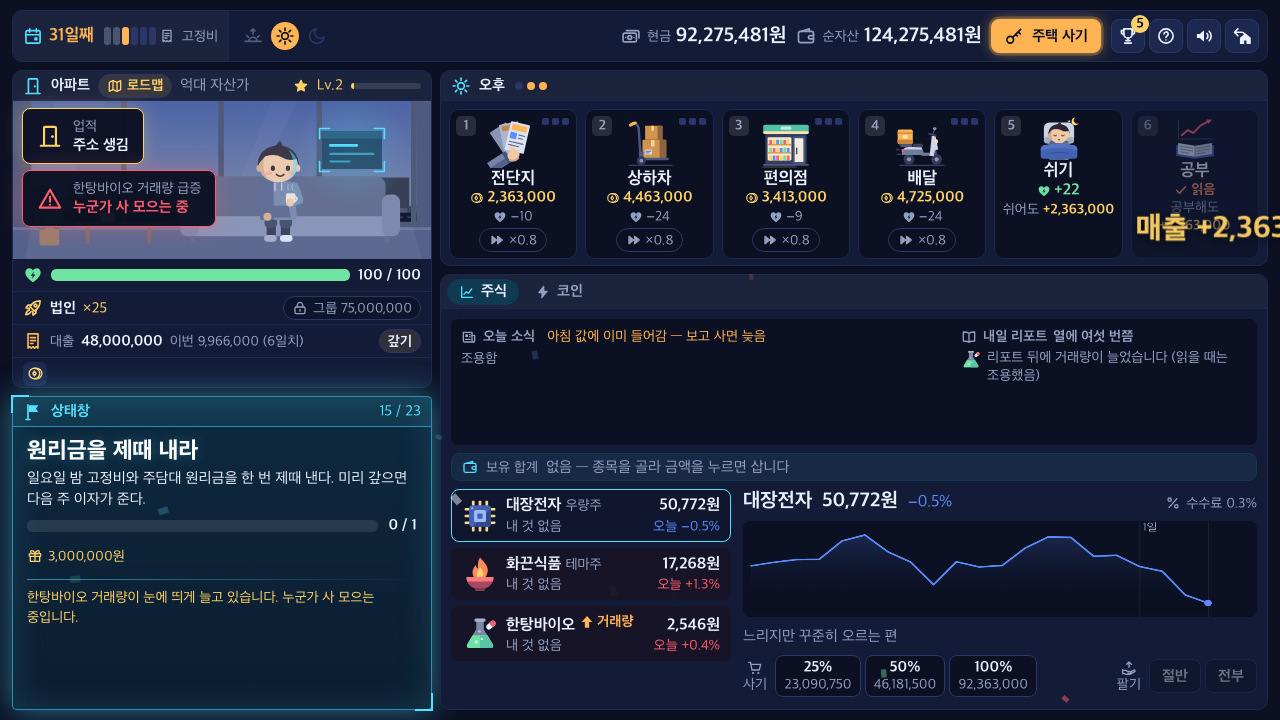 31일째
고정비
현금 92,275,481원
순자산 124,275,481원
주택 사기
5
아파트
로드맵
억대 자산가
Lv.2
업적
주소 생김
한탕바이오 거래량 급증
누군가 사 모으는 중
100 / 100
법인 ×25
그룹 75,000,000
대출 48,000,000 이번 9,966,000 (6일치)
갚기
상태창
15 / 23
원리금을 제때 내라
일요일 밤 고정비와 주담대 원리금을 한 번 제때 낸다. 미리 갚으면
다음 주 이자가 준다.
0 / 1
3,000,000원
한탕바이오 거래량이 눈에 띄게 늘고 있습니다. 누군가 사 모으는
중입니다.
오후
1
전단지
2,363,000
−10
×0.8
2
상하차
4,463,000
−24
×0.8
3
편의점
3,413,000
−9
×0.8
4
배달
4,725,000
−24
×0.8
5
쉬기
+22
쉬어도 +2,363,000
6
공부
읽음
공부해도
매출 +2,363
주식
코인
오늘 소식 아침 값에 이미 들어감 — 보고 사면 늦음
조용함
내일 리포트 열에 여섯 번쯤
리포트 뒤에 거래량이 늘었습니다 (읽을 때는
조용했음)
보유 합계 없음 — 종목을 골라 금액을 누르면 삽니다
대장전자 우량주
50,772원
내 것 없음
오늘 −0.5%
화끈식품 테마주
17,268원
내 것 없음
오늘 +1.3%
한탕바이오 거래량
2,546원
내 것 없음
오늘 +0.4%
대장전자 50,772원 −0.5%
수수료 0.3%
1일
느리지만 꾸준히 오르는 편
사기
25%
23,090,750
50%
46,181,500
100%
92,363,000
팔기
절반
전부